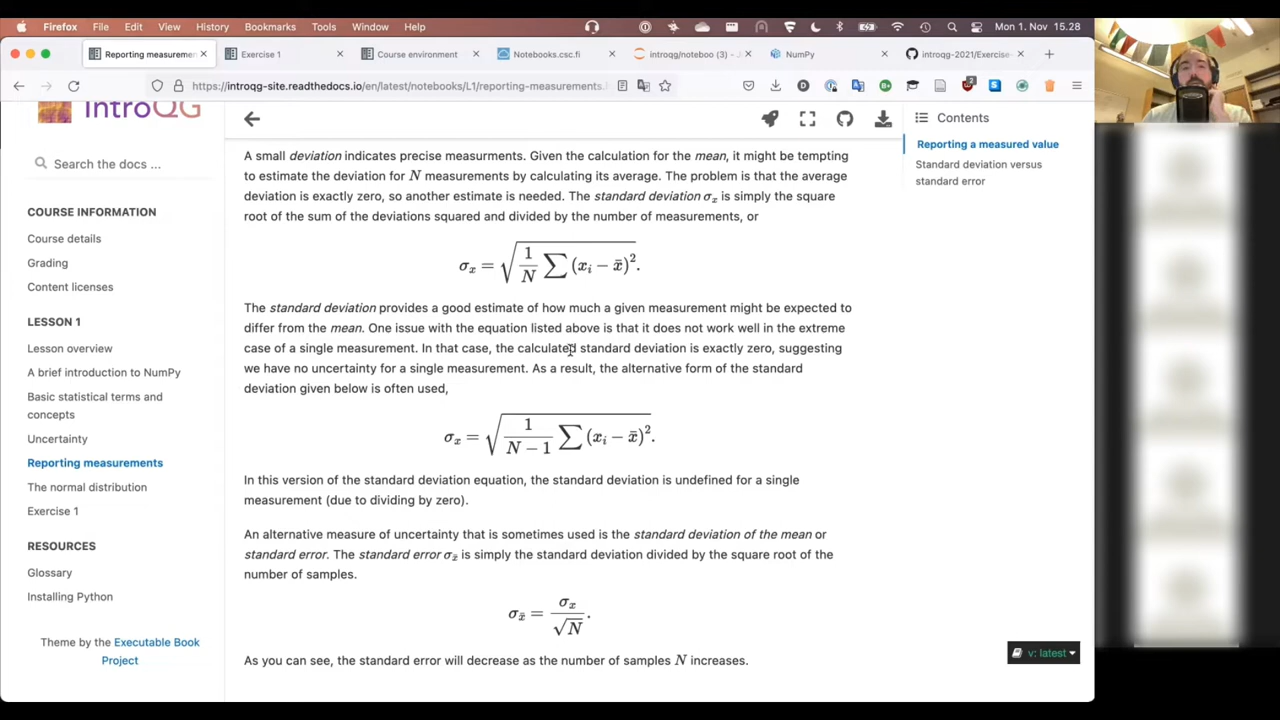 Firefox File Edit View History Bookmarks Tools Window Help Mon 1. Nov 15.28
Reporting measuremen Exercise 1 Course environment Notebooks.csc.fi introqg/noteboo (3) - J NumPy introqg-2021/Exercise-
https://introqg-site.readthedocs.io/en/latest/notebooks/L1/reporting-measurements.
IntroQG
Search the docs ...
COURSE INFORMATION
Course details
Grading
Content licenses
LESSON 1
Lesson overview
A brief introduction to NumPy
Basic statistical terms and
concepts
Uncertainty
Reporting measurements
The normal distribution
Exercise 1
RESOURCES
Glossary
Installing Python
Theme by the Executable Book
Project
A small deviation indicates precise measurments. Given the calculation for the mean, it might be tempting
to estimate the deviation for N measurements by calculating its average. The problem is that the average
deviation is exactly zero, so another estimate is needed. The standard deviation σₓ is simply the square
root of the sum of the deviations squared and divided by the number of measurements, or
σₓ = √(1/N ∑ (xᵢ − x̄)²).
The standard deviation provides a good estimate of how much a given measurement might be expected to
differ from the mean. One issue with the equation listed above is that it does not work well in the extreme
case of a single measurement. In that case, the calculated standard deviation is exactly zero, suggesting
we have no uncertainty for a single measurement. As a result, the alternative form of the standard
deviation given below is often used,
σₓ = √(1/(N − 1) ∑ (xᵢ − x̄)²).
In this version of the standard deviation equation, the standard deviation is undefined for a single
measurement (due to dividing by zero).
An alternative measure of uncertainty that is sometimes used is the standard deviation of the mean or
standard error. The standard error σx̄ is simply the standard deviation divided by the square root of the
number of samples.
σx̄ = σₓ/√N.
As you can see, the standard error will decrease as the number of samples N increases.
Contents
Reporting a measured value
Standard deviation versus
standard error
v: latest